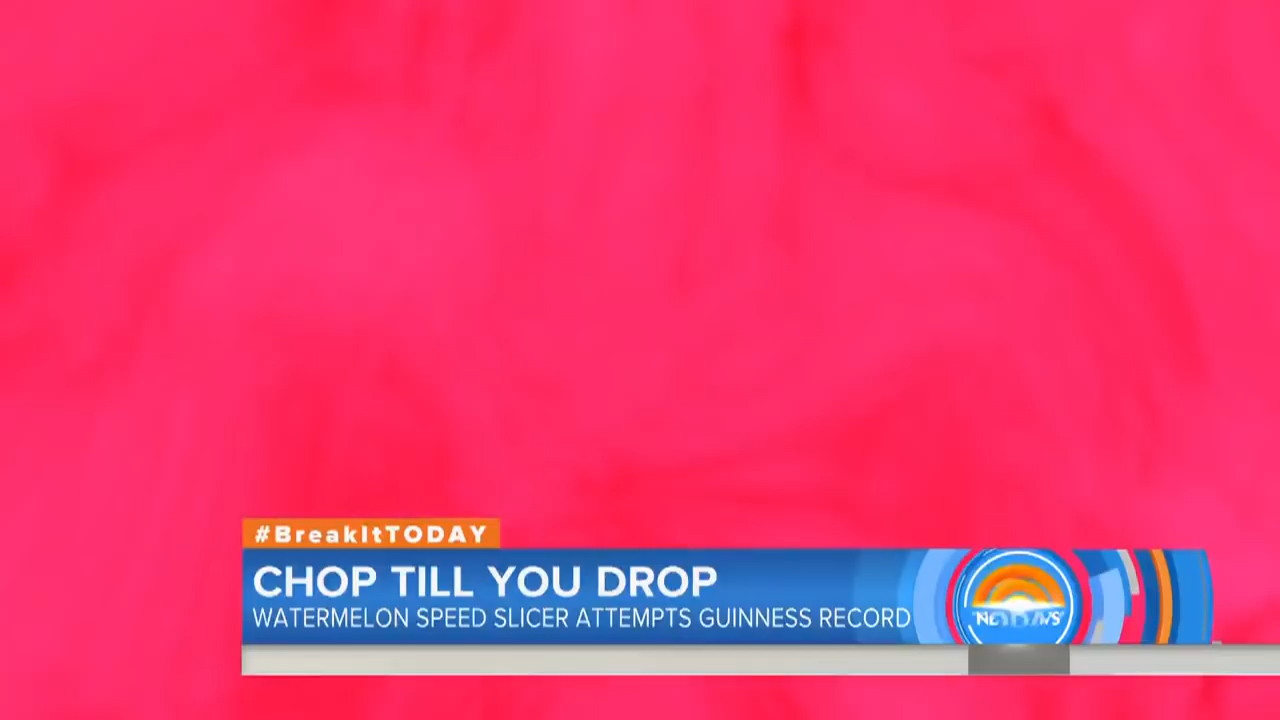 #BreakItTODAY
CHOP TILL YOU DROP
WATERMELON SPEED SLICER ATTEMPTS GUINNESS RECORD